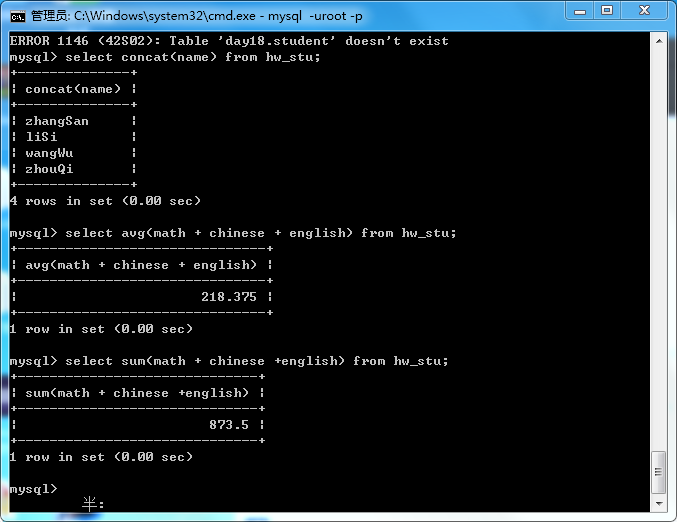 管理员: C:\Windows\system32\cmd.exe - mysql  -uroot -p
ERROR 1146 (42S02): Table 'day18.student' doesn't exist
mysql> select concat(name) from hw_stu;
+--------------+
| concat(name) |
+--------------+
| zhangSan     |
| liSi         |
| wangWu       |
| zhouQi       |
+--------------+
4 rows in set (0.00 sec)
mysql> select avg(math + chinese + english) from hw_stu;
+-------------------------------+
| avg(math + chinese + english) |
+-------------------------------+
|                       218.375 |
+-------------------------------+
1 row in set (0.00 sec)
mysql> select sum(math + chinese +english) from hw_stu;
+------------------------------+
| sum(math + chinese +english) |
+------------------------------+
|                        873.5 |
+------------------------------+
1 row in set (0.00 sec)
mysql>
半: